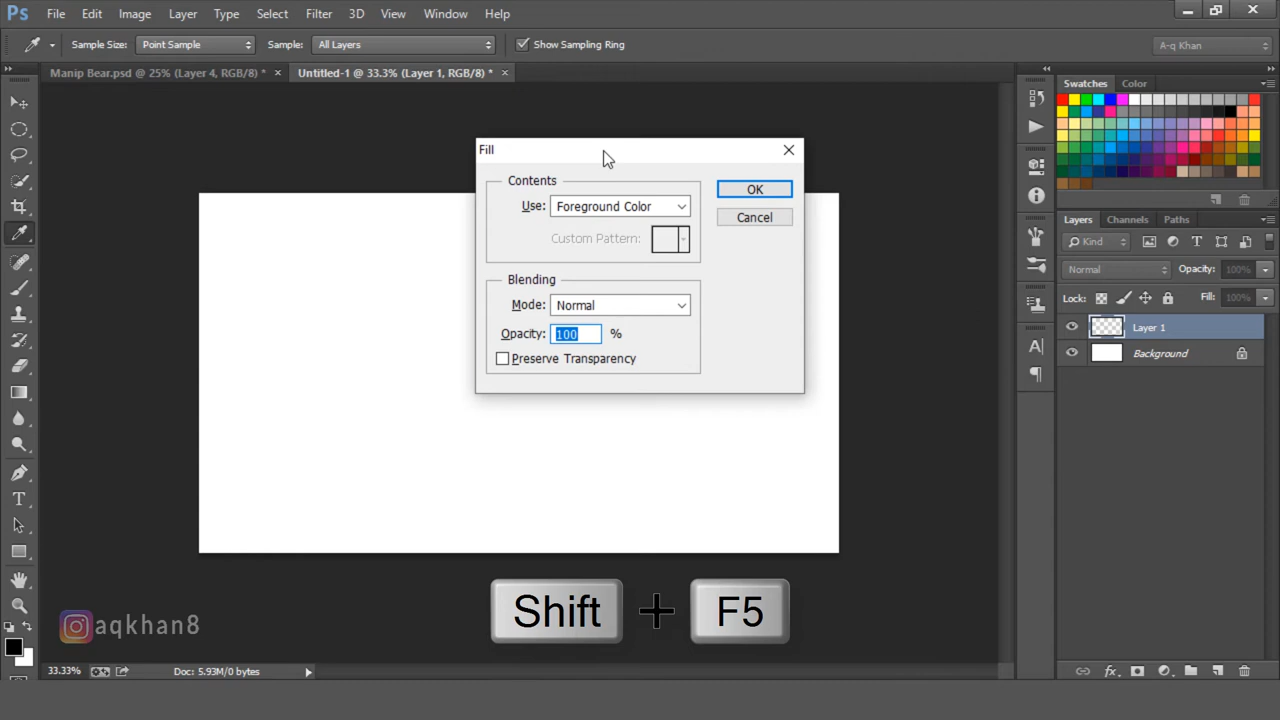 Ps File Edit Image Layer Type Select Filter 3D View Window Help
Sample Size: Point Sample Sample: All Layers Show Sampling Ring A-q Khan
Manip Bear.psd @ 25% (Layer 4, RGB/8) * × Untitled-1 @ 33.3% (Layer 1, RGB/8) * ×
Swatches Color
Fill
Contents
Use: Foreground Color
Custom Pattern:
OK
Cancel
Blending
Mode: Normal
Opacity: 100 %
Preserve Transparency
Layers Channels Paths
Kind
Normal Opacity: 100%
Lock: Fill: 100%
Layer 1
Background
Shift + F5
aqkhan8
33.33% Doc: 5.93M/0 bytes